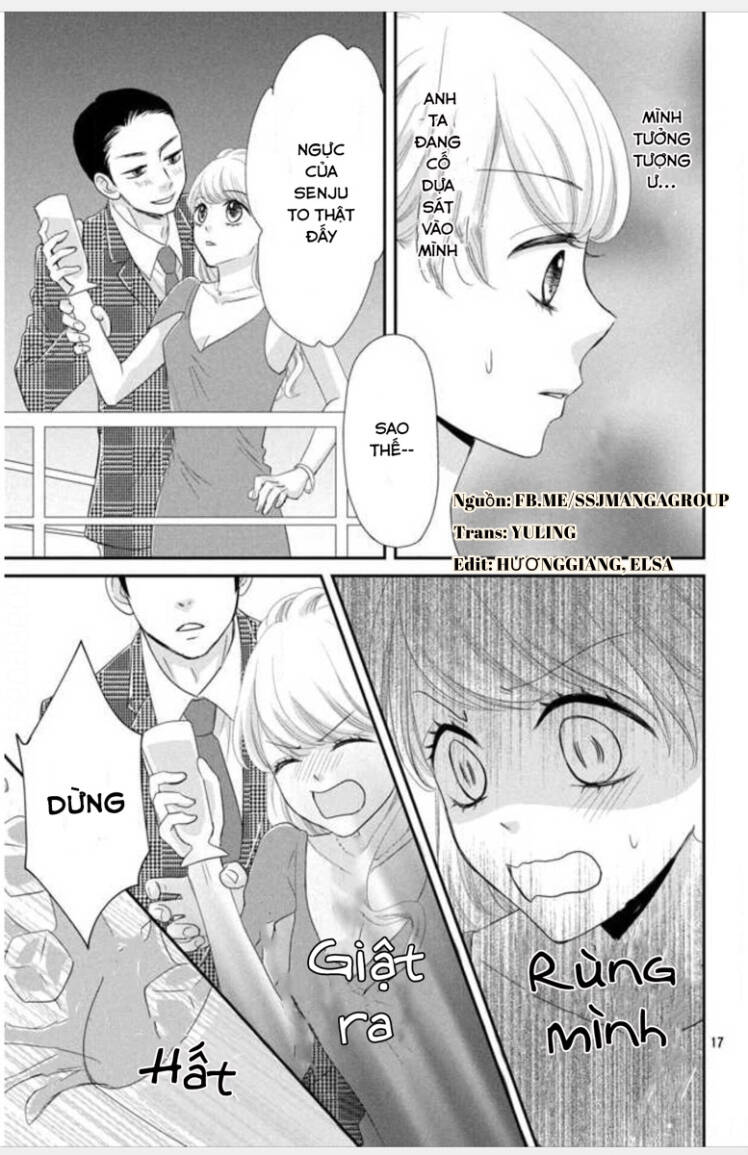 MÌNH
TƯỞNG
TƯỢNG
Ư...
ANH
TA
ĐANG
CỐ
DỰA
SÁT
VÀO
MÌNH
NGỰC
CỦA
SENJU
TO THẬT
ĐẤY
SAO
THẾ--
Nguồn: FB.ME/SSJMANGAGROUP
Trans: YULING
Edit: HƯƠNGGIANG, ELSA
Rùng
mình
DỪNG
Giật
ra
Hất
17